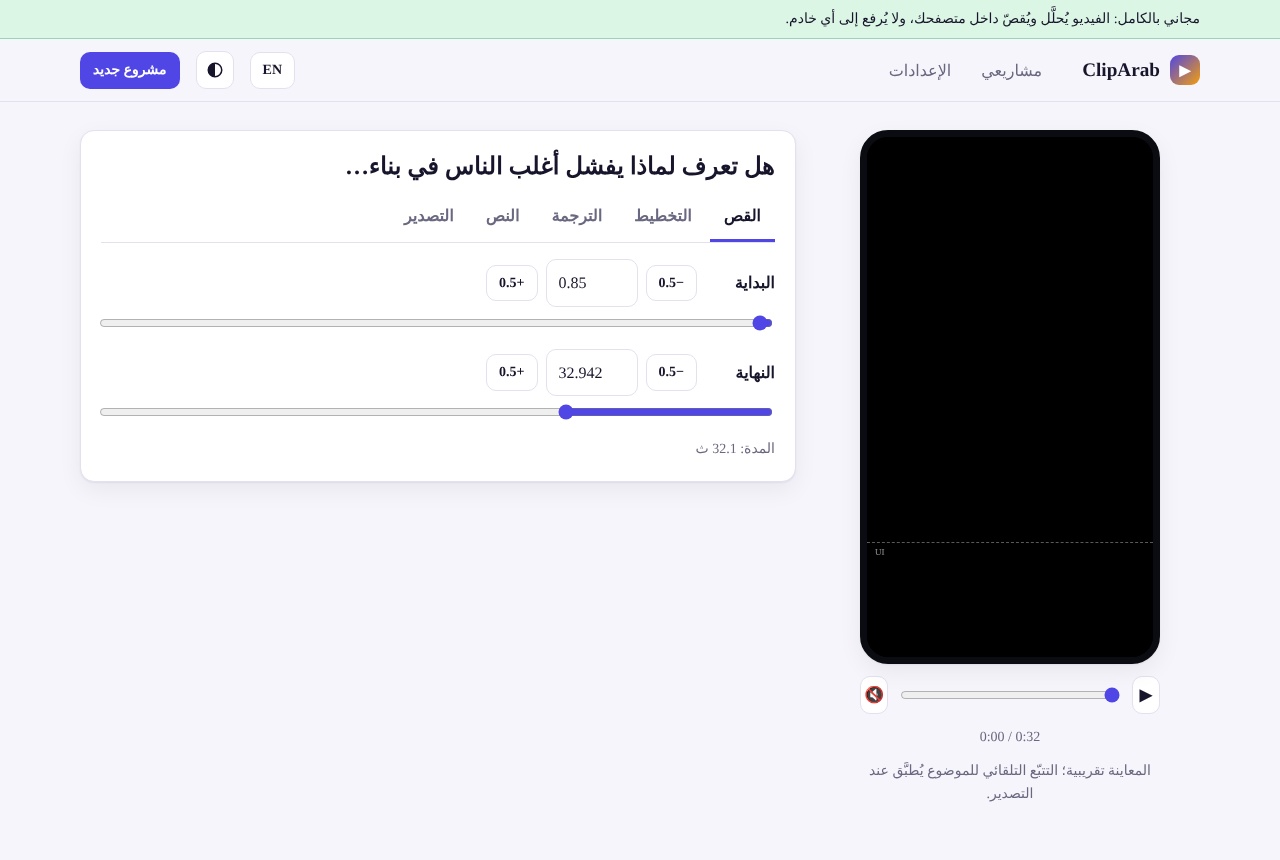 مجاني بالكامل: الفيديو يُحلَّل ويُقصّ داخل متصفحك، ولا يُرفع إلى أي خادم.
ClipArab
مشاريعي
الإعدادات
EN
مشروع جديد
هل تعرف لماذا يفشل أغلب الناس في بناء…
القص
التخطيط
الترجمة
النص
التصدير
البداية
−0.5
0.85
+0.5
النهاية
−0.5
32.942
+0.5
المدة: 32.1 ث
UI
0:00 / 0:32
المعاينة تقريبية؛ التتبّع التلقائي للموضوع يُطبَّق عند
التصدير.